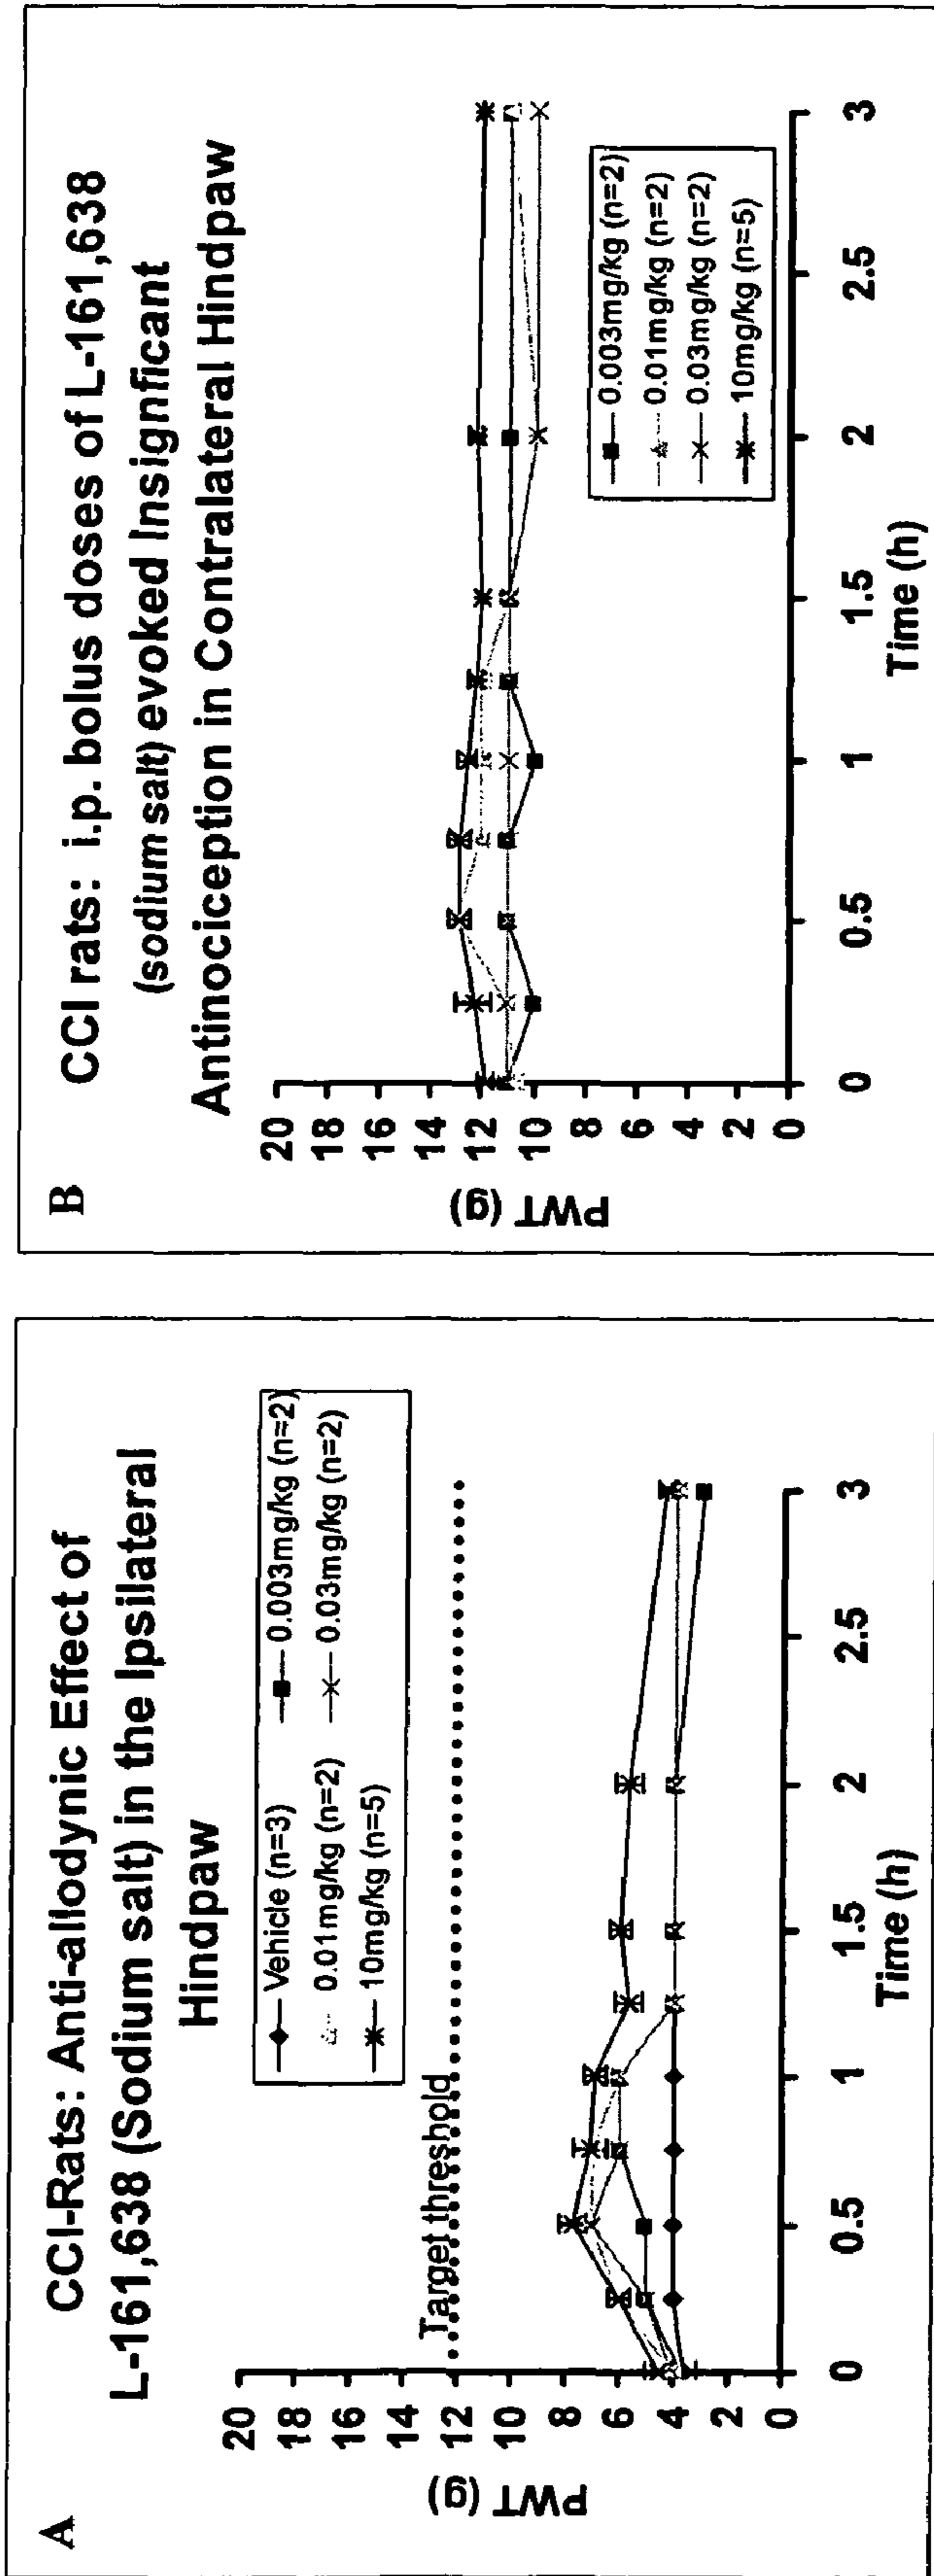 A
CCI-Rats: Anti-allodynic Effect of
L-161,638 (Sodium salt) in the Ipsilateral
Hindpaw
Vehicle (n=3)
0.003mg/kg (n=2)
0.01mg/kg (n=2)
0.03mg/kg (n=2)
10mg/kg (n=5)
Target threshold
PWT (g)
20
18
16
14
12
10
8
6
4
2
0
0
0.5
1
1.5
2
2.5
3
Time (h)
B
CCI rats: i.p. bolus doses of L-161,638
(sodium salt) evoked Insignficant
Antinociception in Contralateral Hindpaw
PWT (g)
20
18
16
14
12
10
8
6
4
2
0
0.003mg/kg (n=2)
0.01mg/kg (n=2)
0.03mg/kg (n=2)
10mg/kg (n=5)
0
0.5
1
1.5
2
2.5
3
Time (h)